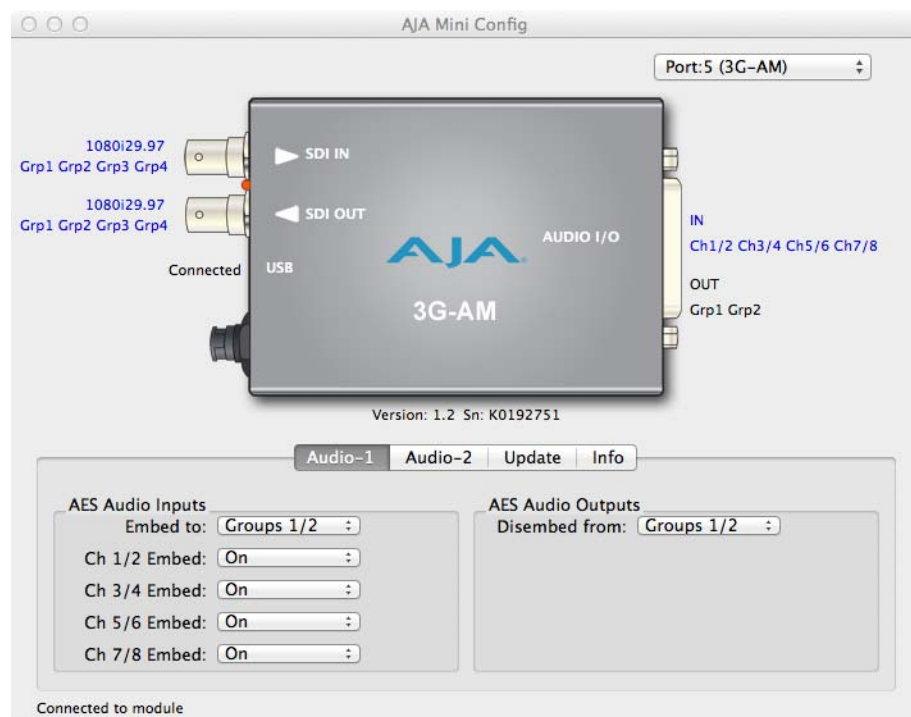 AJA Mini Config
Port:5 (3G-AM)
1080i29.97
Grp1 Grp2 Grp3 Grp4
SDI IN
1080i29.97
Grp1 Grp2 Grp3 Grp4
SDI OUT
Connected
USB
AJA
3G-AM
AUDIO I/O
IN
Ch1/2 Ch3/4 Ch5/6 Ch7/8
OUT
Grp1 Grp2
Version: 1.2 Sn: K0192751
Audio-1 Audio-2 Update Info
AES Audio Inputs
Embed to: Groups 1/2
Ch 1/2 Embed: On
Ch 3/4 Embed: On
Ch 5/6 Embed: On
Ch 7/8 Embed: On
AES Audio Outputs
Disembed from: Groups 1/2
Connected to module